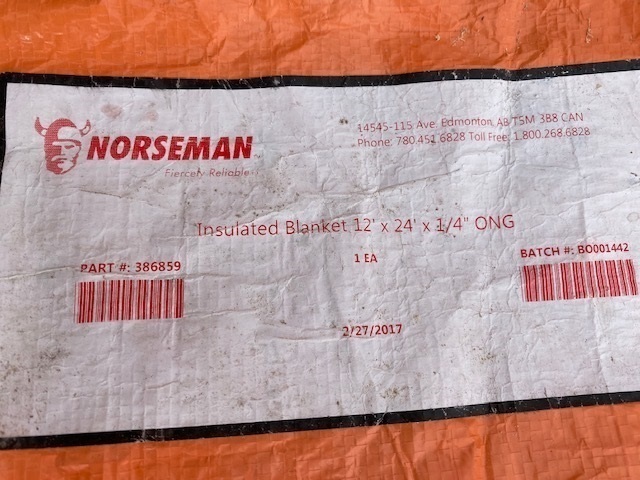 NORSEMAN
Fiercely Reliable
14545-115 Ave. Edmonton, AB T5M 3B8 CAN
Phone: 780.451.6828 Toll Free: 1.800.268.6828
Insulated Blanket 12' x 24' x 1/4" ONG
1 EA
PART #: 386859
BATCH #: BO001442
2/27/2017